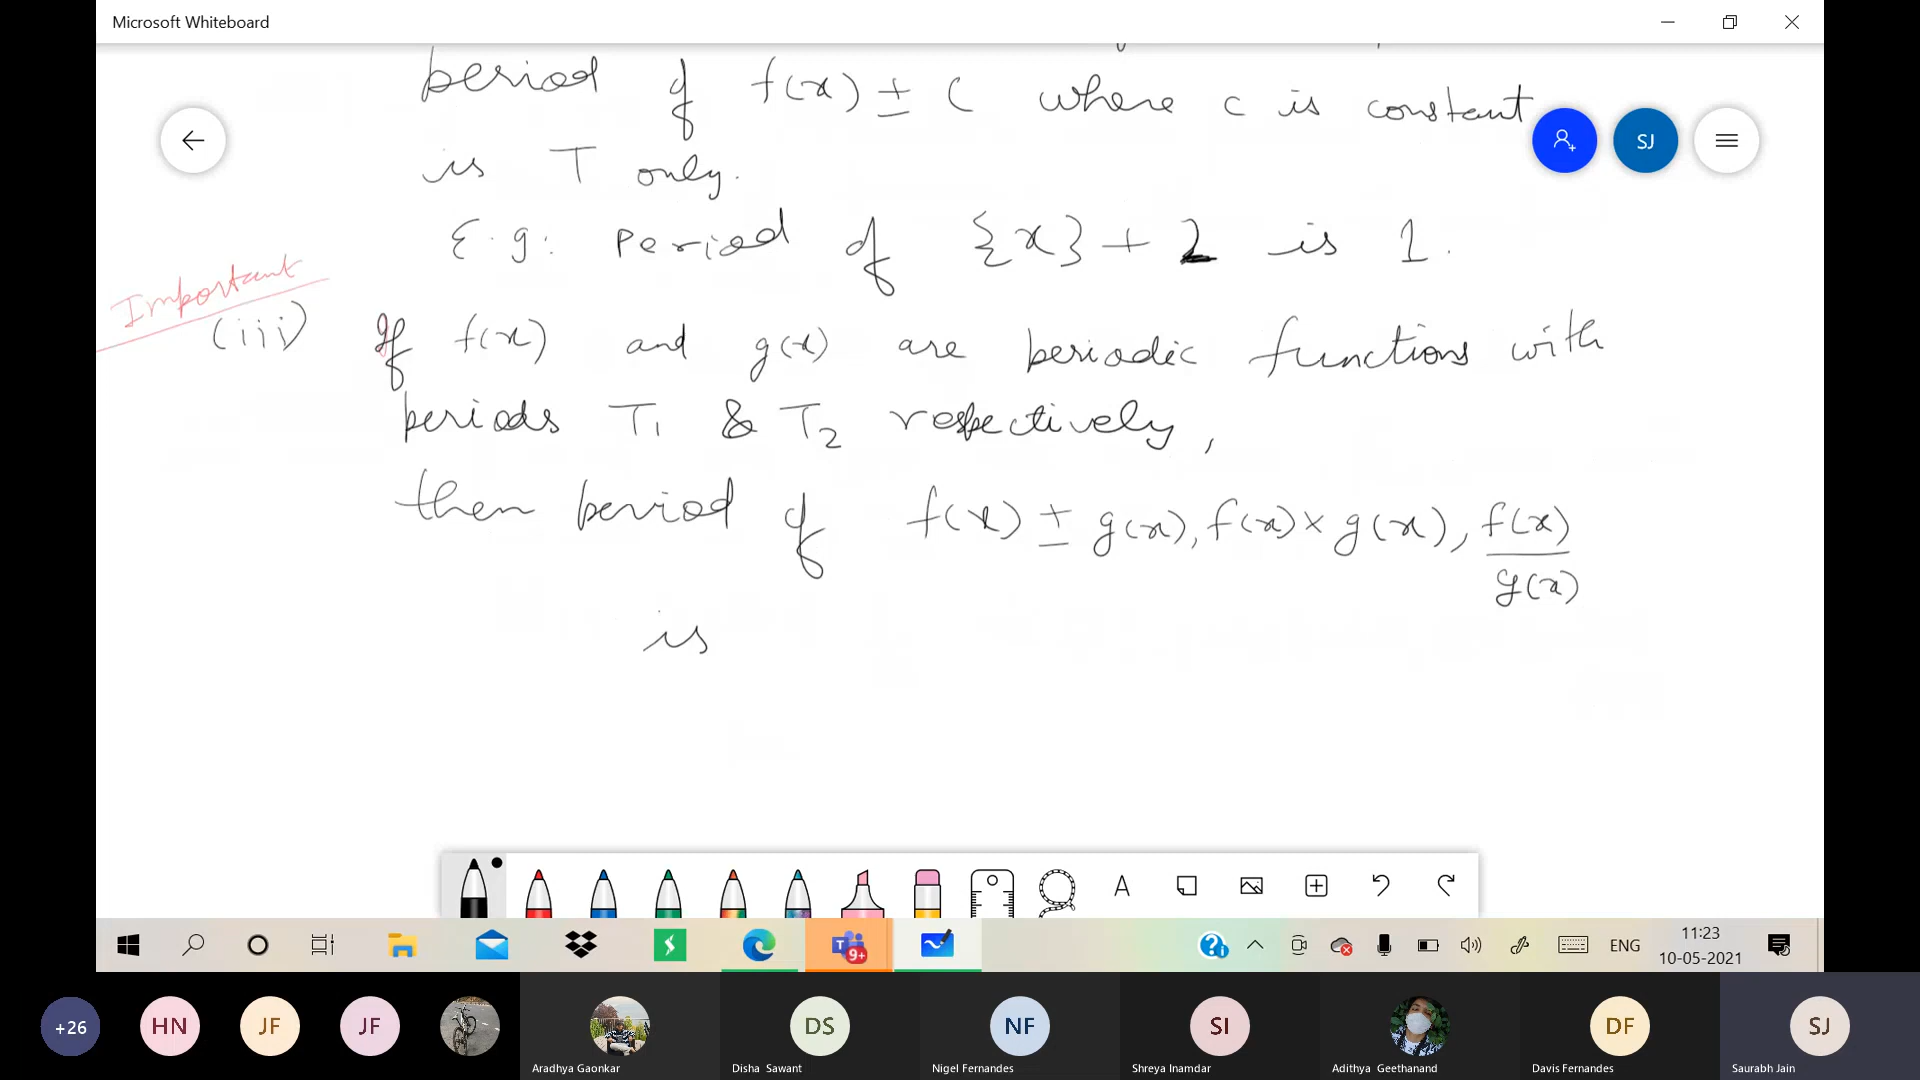 Microsoft Whiteboard
period of f(x) ± C where c is constant
is T only.
SJ
E.g: Period of {x} + 2 is 1.
Important
(iii) If f(x) and g(x) are periodic functions with
periods T₁ & T₂ respectively,
then period of f(x) ± g(x), f(x) × g(x), f(x)/g(x)
is
A
9+
ENG
11:23
10-05-2021
+26
HN
JF
JF
DS
NF
SI
DF
SJ
Aradhya Gaonkar
Disha Sawant
Nigel Fernandes
Shreya Inamdar
Adithya Geethanand
Davis Fernandes
Saurabh Jain